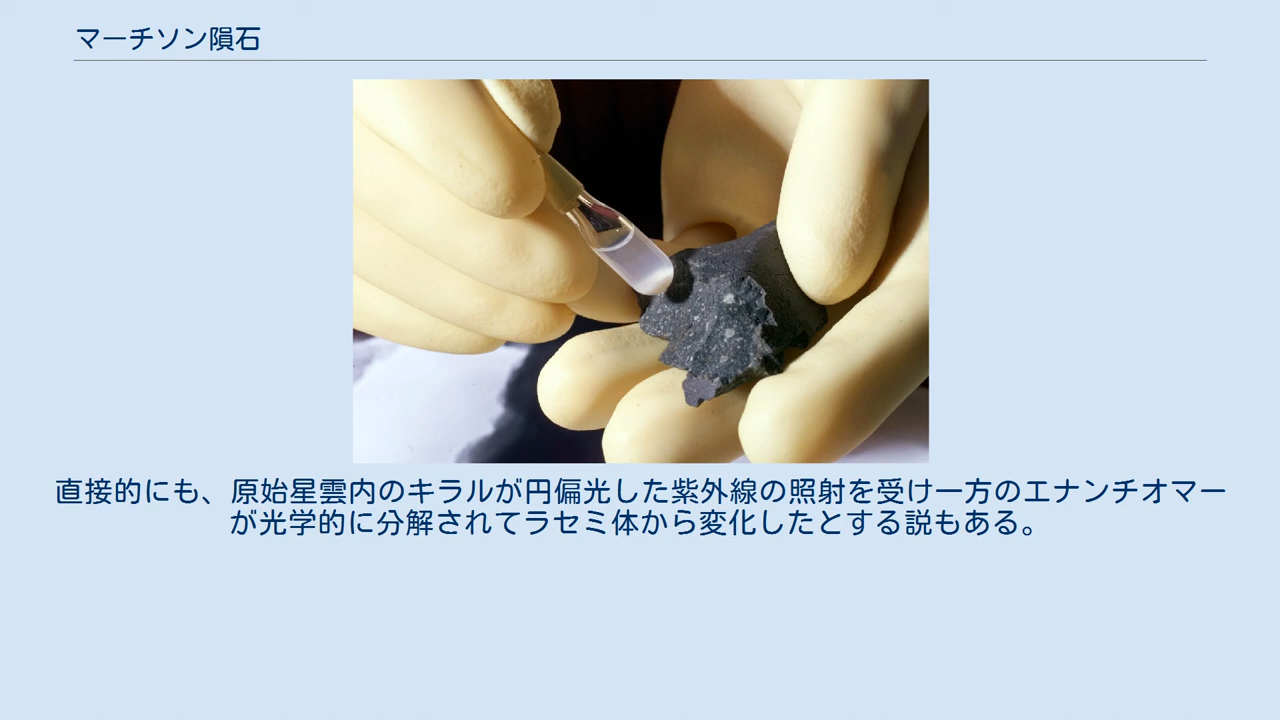 マーチソン隕石
直接的にも、原始星雲内のキラルが円偏光した紫外線の照射を受け一方のエナンチオマー
が光学的に分解されてラセミ体から変化したとする説もある。